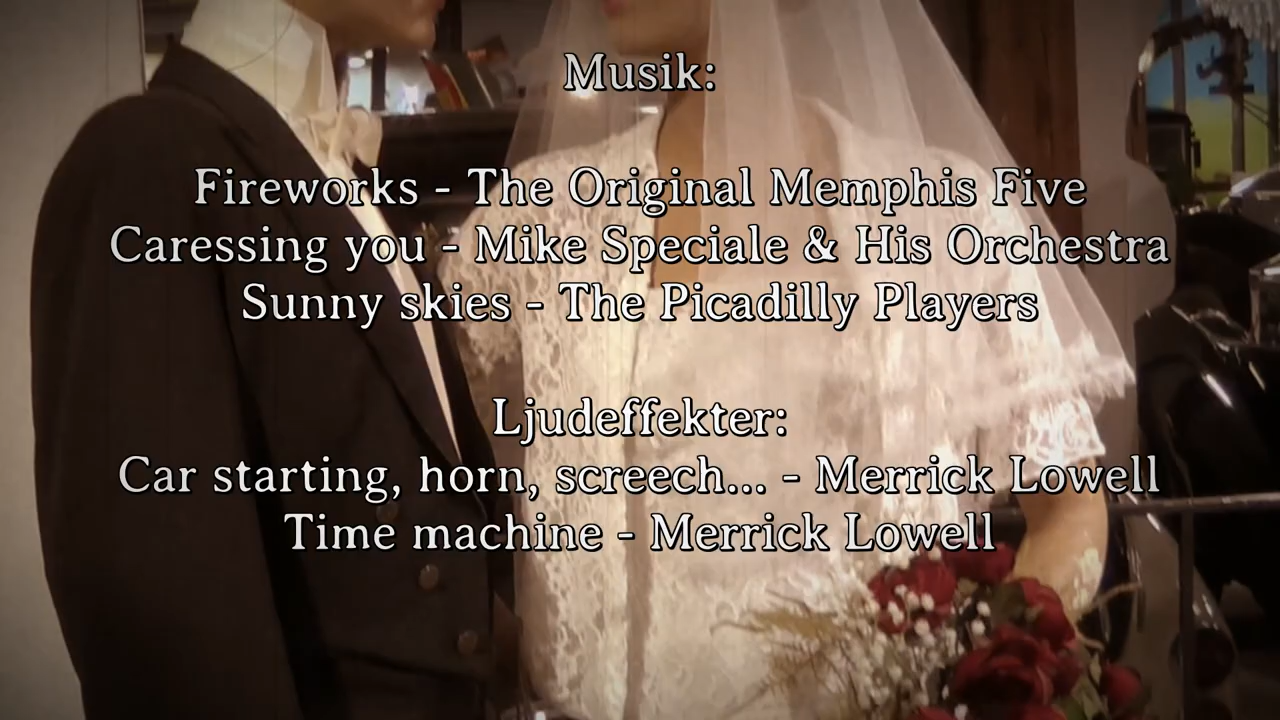 Musik:
Fireworks - The Original Memphis Five
Caressing you - Mike Speciale & His Orchestra
Sunny skies - The Picadilly Players
Ljudeffekter:
Car starting, horn, screech... - Merrick Lowell
Time machine - Merrick Lowell